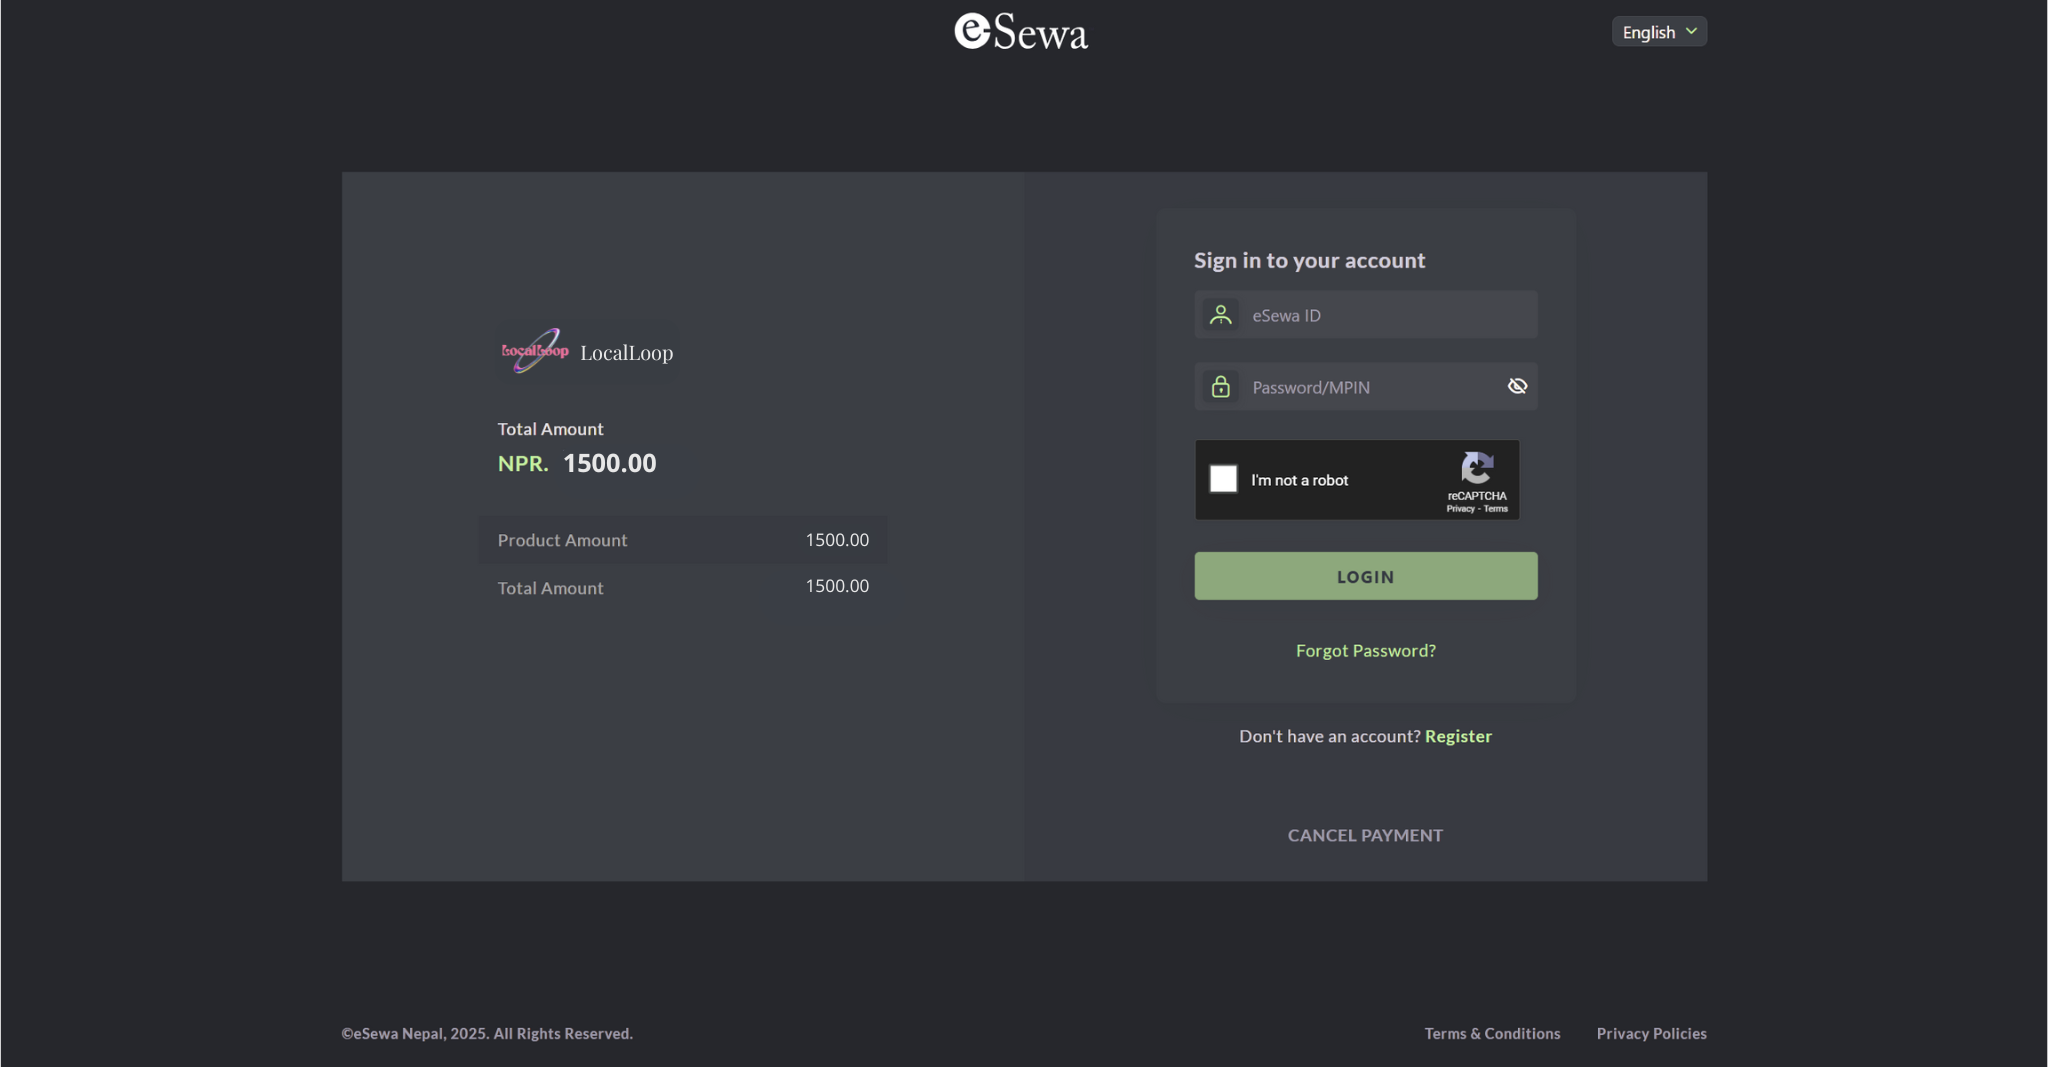 eSewa
English
LocalLoop LocalLoop
Total Amount
NPR. 1500.00
Product Amount 1500.00
Total Amount 1500.00
Sign in to your account
eSewa ID
Password/MPIN
I'm not a robot
reCAPTCHA
Privacy - Terms
LOGIN
Forgot Password?
Don't have an account? Register
CANCEL PAYMENT
©eSewa Nepal, 2025. All Rights Reserved.
Terms & Conditions Privacy Policies